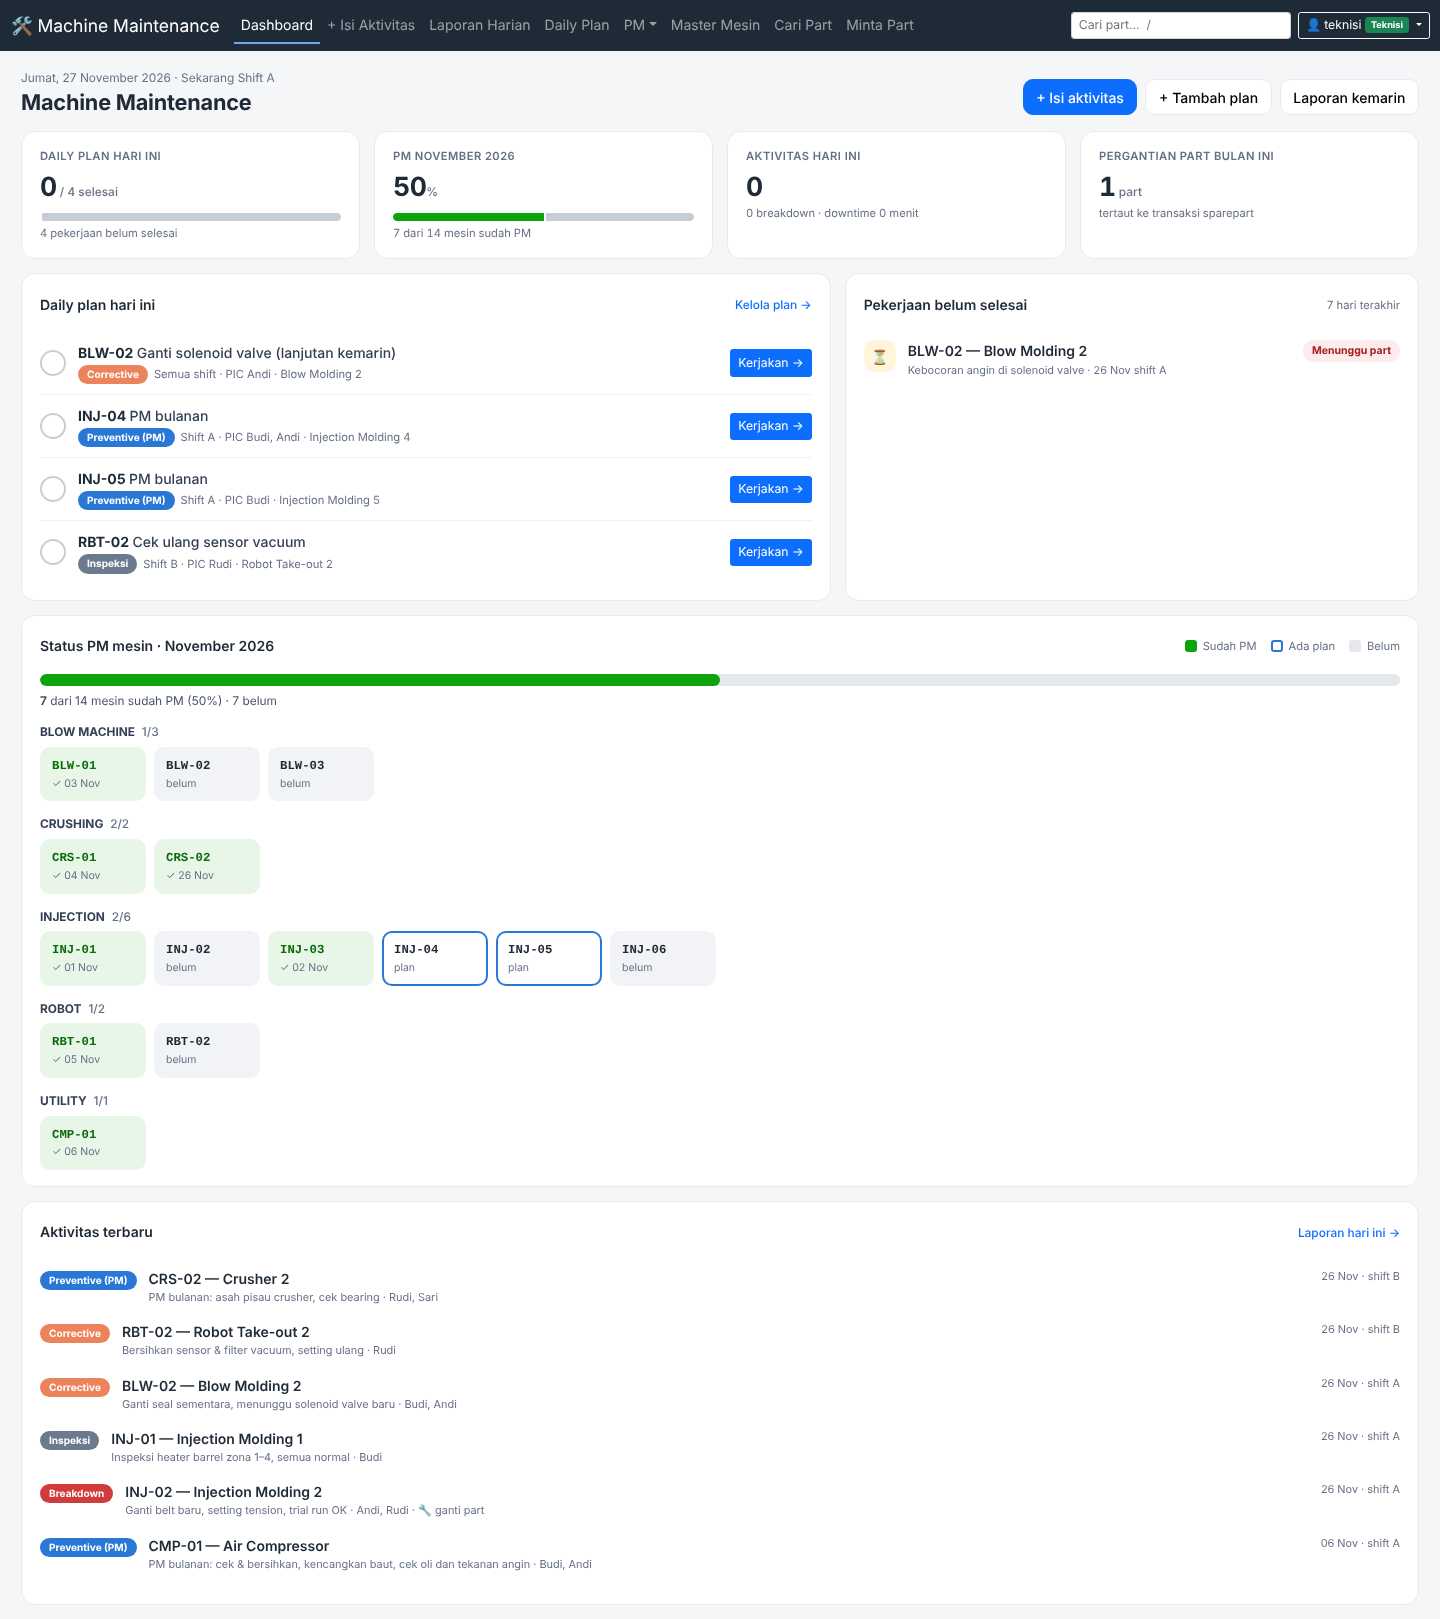 🛠️ Machine Maintenance Dashboard + Isi Aktivitas Laporan Harian Daily Plan PM Master Mesin Cari Part Minta Part Cari part... / 👤 teknisi Teknisi
Jumat, 27 November 2026 · Sekarang Shift A
Machine Maintenance
+ Isi aktivitas + Tambah plan Laporan kemarin
DAILY PLAN HARI INI
0 / 4 selesai
4 pekerjaan belum selesai
PM NOVEMBER 2026
50%
7 dari 14 mesin sudah PM
AKTIVITAS HARI INI
0
0 breakdown · downtime 0 menit
PERGANTIAN PART BULAN INI
1 part
tertaut ke transaksi sparepart
Daily plan hari ini Kelola plan →
BLW-02 Ganti solenoid valve (lanjutan kemarin)
Corrective Semua shift · PIC Andi · Blow Molding 2
Kerjakan →
INJ-04 PM bulanan
Preventive (PM) Shift A · PIC Budi, Andi · Injection Molding 4
Kerjakan →
INJ-05 PM bulanan
Preventive (PM) Shift A · PIC Budi · Injection Molding 5
Kerjakan →
RBT-02 Cek ulang sensor vacuum
Inspeksi Shift B · PIC Rudi · Robot Take-out 2
Kerjakan →
Pekerjaan belum selesai 7 hari terakhir
⏳ BLW-02 — Blow Molding 2 Menunggu part
Kebocoran angin di solenoid valve · 26 Nov shift A
Status PM mesin · November 2026 Sudah PM Ada plan Belum
7 dari 14 mesin sudah PM (50%) · 7 belum
BLOW MACHINE 1/3
BLW-01 BLW-02 BLW-03
✓ 03 Nov belum belum
CRUSHING 2/2
CRS-01 CRS-02
✓ 04 Nov ✓ 26 Nov
INJECTION 2/6
INJ-01 INJ-02 INJ-03 INJ-04 INJ-05 INJ-06
✓ 01 Nov belum ✓ 02 Nov plan plan belum
ROBOT 1/2
RBT-01 RBT-02
✓ 05 Nov belum
UTILITY 1/1
CMP-01
✓ 06 Nov
Aktivitas terbaru Laporan hari ini →
Preventive (PM) CRS-02 — Crusher 2 26 Nov · shift B
PM bulanan: asah pisau crusher, cek bearing · Rudi, Sari
Corrective RBT-02 — Robot Take-out 2 26 Nov · shift B
Bersihkan sensor & filter vacuum, setting ulang · Rudi
Corrective BLW-02 — Blow Molding 2 26 Nov · shift A
Ganti seal sementara, menunggu solenoid valve baru · Budi, Andi
Inspeksi INJ-01 — Injection Molding 1 26 Nov · shift A
Inspeksi heater barrel zona 1–4, semua normal · Budi
Breakdown INJ-02 — Injection Molding 2 26 Nov · shift A
Ganti belt baru, setting tension, trial run OK · Andi, Rudi · 🔧 ganti part
Preventive (PM) CMP-01 — Air Compressor 06 Nov · shift A
PM bulanan: cek & bersihkan, kencangkan baut, cek oli dan tekanan angin · Budi, Andi